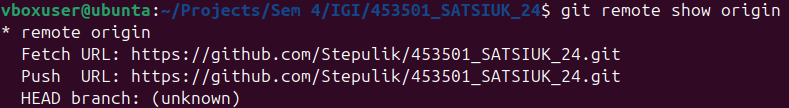 vboxuser@ubunta:~/Projects/Sem 4/IGI/453501_SATSIUK_24$ git remote show origin
* remote origin
  Fetch URL: https://github.com/Stepulik/453501_SATSIUK_24.git
  Push  URL: https://github.com/Stepulik/453501_SATSIUK_24.git
  HEAD branch: (unknown)